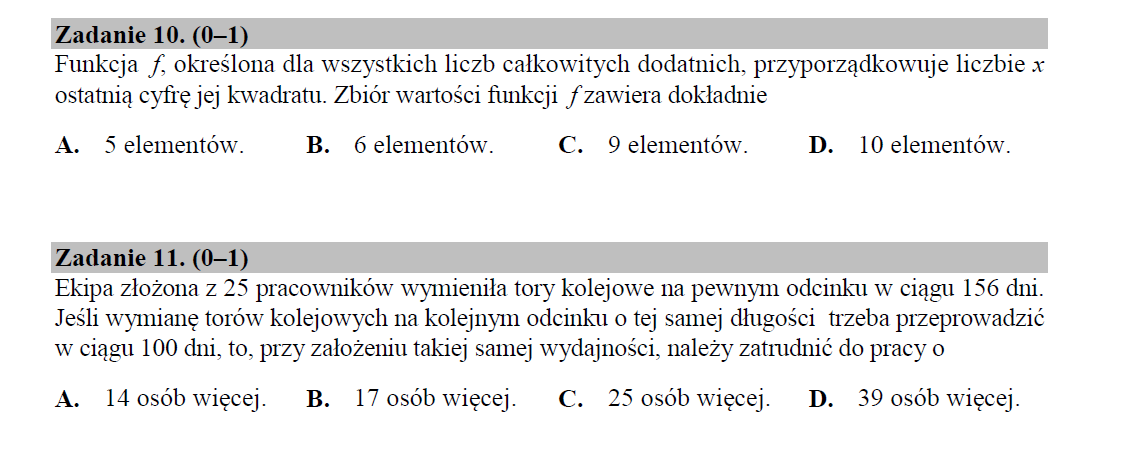 Zadanie 10. (0–1)
Funkcja f, określona dla wszystkich liczb całkowitych dodatnich, przyporządkowuje liczbie x
ostatnią cyfrę jej kwadratu. Zbiór wartości funkcji f zawiera dokładnie
A. 5 elementów. B. 6 elementów. C. 9 elementów. D. 10 elementów.
Zadanie 11. (0–1)
Ekipa złożona z 25 pracowników wymieniła tory kolejowe na pewnym odcinku w ciągu 156 dni.
Jeśli wymianę torów kolejowych na kolejnym odcinku o tej samej długości trzeba przeprowadzić
w ciągu 100 dni, to, przy założeniu takiej samej wydajności, należy zatrudnić do pracy o
A. 14 osób więcej. B. 17 osób więcej. C. 25 osób więcej. D. 39 osób więcej.